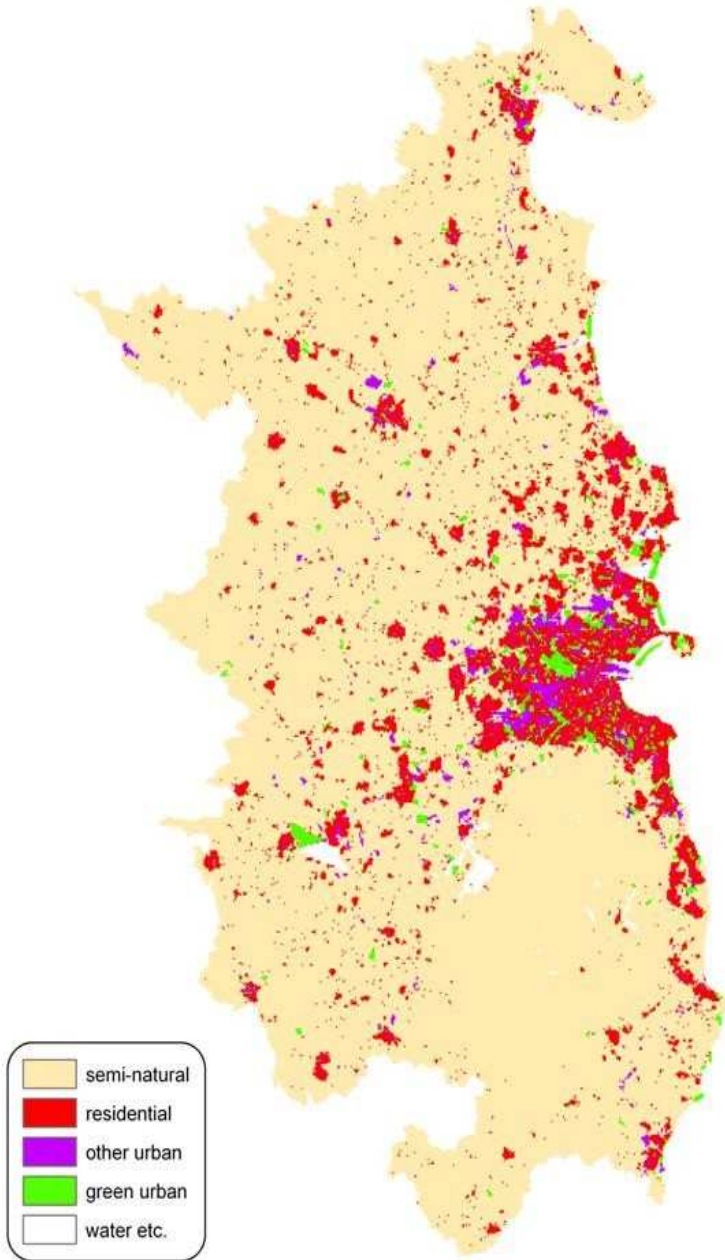 semi-natural
residential
other urban
green urban
water etc.